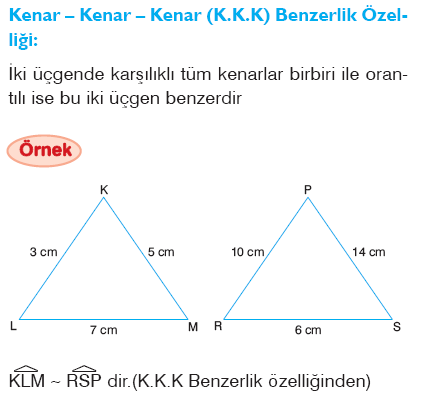 Kenar – Kenar – Kenar (K.K.K) Benzerlik Özel-
liği:
İki üçgende karşılıklı tüm kenarlar birbiri ile oran-
tılı ise bu iki üçgen benzerdir
Örnek
K
P
3 cm
5 cm
10 cm
14 cm
L
M
R
S
7 cm
6 cm
KLM ~ RSP dir.(K.K.K Benzerlik özelliğinden)